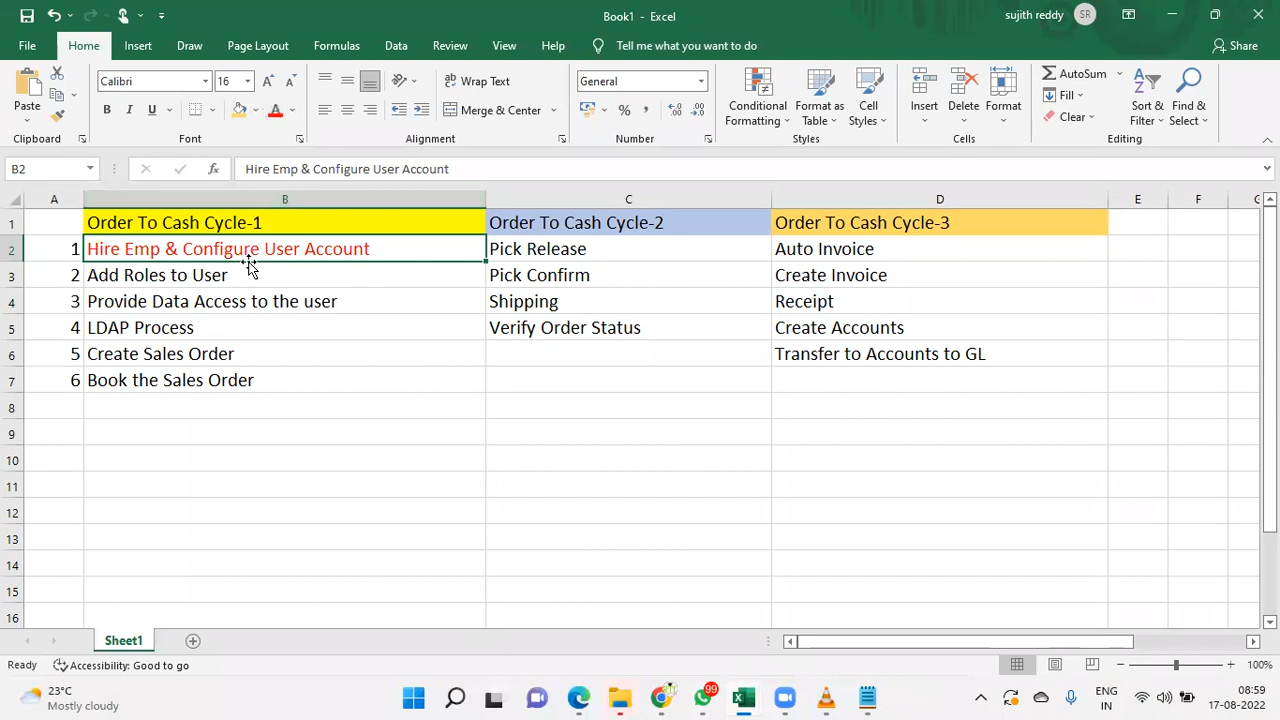 Book1 - Excel
sujith reddy
SR
File
Home
Insert
Draw
Page Layout
Formulas
Data
Review
View
Help
Tell me what you want to do
Share
Paste
Clipboard
Calibri
16
Font
Wrap Text
Merge & Center
Alignment
General
Number
Conditional Formatting
Format as Table
Cell Styles
Styles
Insert
Delete
Format
Cells
AutoSum
Fill
Clear
Sort & Filter
Find & Select
Editing
B2
Hire Emp & Configure User Account
A B C D E F G
1 Order To Cash Cycle-1 Order To Cash Cycle-2 Order To Cash Cycle-3
2 1 Hire Emp & Configure User Account Pick Release Auto Invoice
3 2 Add Roles to User Pick Confirm Create Invoice
4 3 Provide Data Access to the user Shipping Receipt
5 4 LDAP Process Verify Order Status Create Accounts
6 5 Create Sales Order Transfer to Accounts to GL
7 6 Book the Sales Order
8
9
10
11
12
13
14
15
16
Sheet1
Ready
Accessibility: Good to go
100%
23°C
Mostly cloudy
99
ENG
IN
08:59
17-08-2022